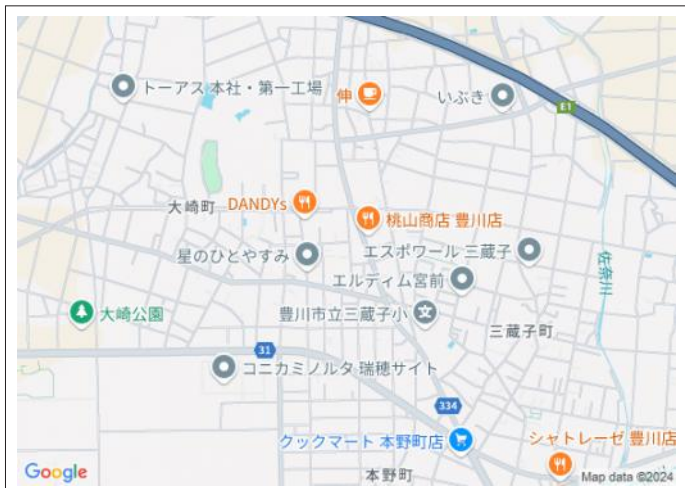 トーアス 本社・第一工場
伸
いぶき
E1
大崎町
DANDYs
桃山商店 豊川店
星のひとやすみ
エスポワール 三蔵子
佐奈川
エルディム宮前
大崎公園
豊川市立三蔵子小
文
三蔵子町
31
コニカミノルタ 瑞穂サイト
334
クックマート 本野町店
シャトレーゼ 豊川店
本野町
Google
Map data ©2024